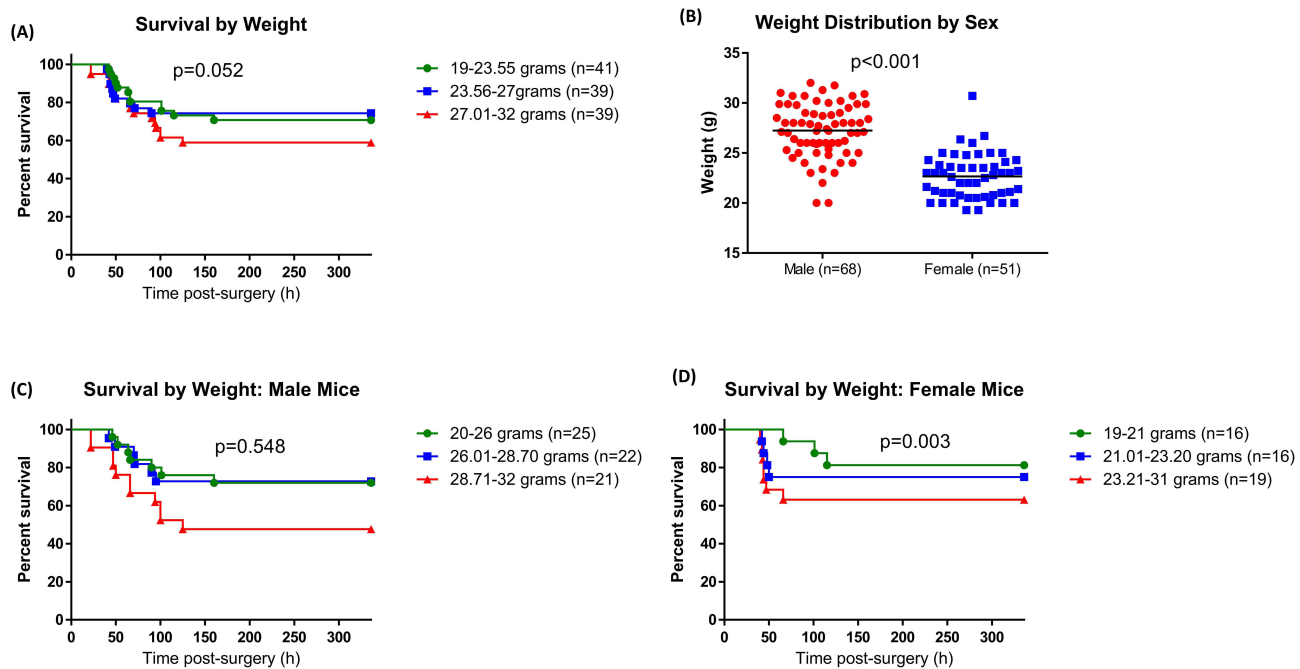 (A)
Survival by Weight
p=0.052
Percent survival
100
80
60
40
20
0
0 50 100 150 200 250 300
Time post-surgery (h)
19-23.55 grams (n=41)
23.56-27grams (n=39)
27.01-32 grams (n=39)
(B)
Weight Distribution by Sex
p<0.001
Weight (g)
35
30
25
20
15
Male (n=68) Female (n=51)
(C)
Survival by Weight: Male Mice
p=0.548
Percent survival
100
80
60
40
20
0
0 50 100 150 200 250 300
Time post-surgery (h)
20-26 grams (n=25)
26.01-28.70 grams (n=22)
28.71-32 grams (n=21)
(D)
Survival by Weight: Female Mice
p=0.003
Percent survival
100
80
60
40
20
0
0 50 100 150 200 250 300
Time post-surgery (h)
19-21 grams (n=16)
21.01-23.20 grams (n=16)
23.21-31 grams (n=19)